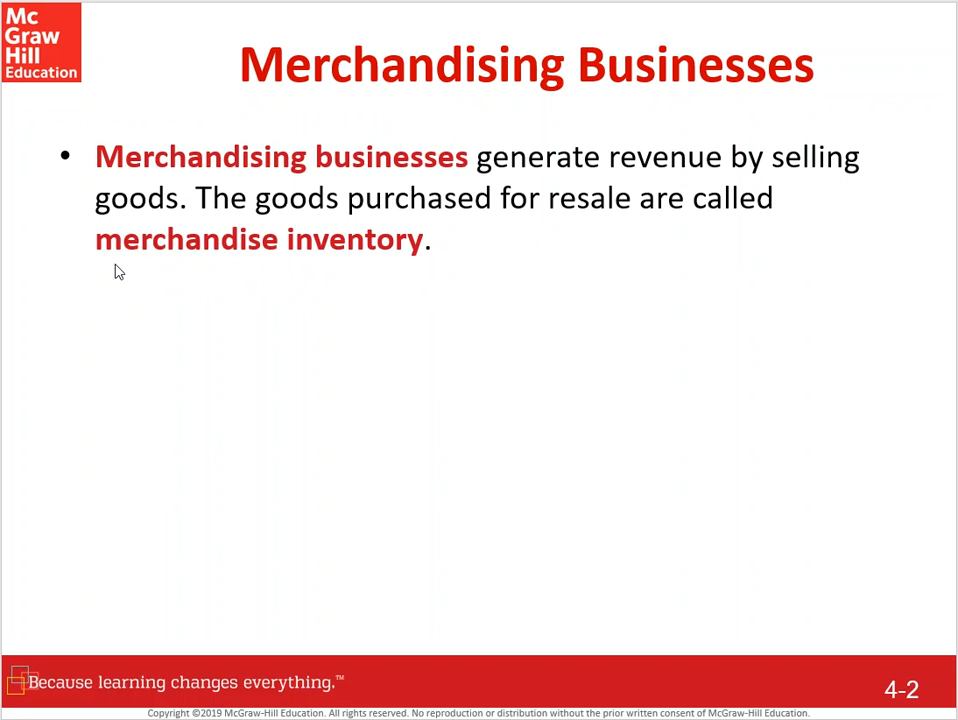 Mc
Graw
Hill
Education
Merchandising Businesses
• Merchandising businesses generate revenue by selling
goods. The goods purchased for resale are called
merchandise inventory.
Because learning changes everything.™
4-2
Copyright ©2019 McGraw-Hill Education. All rights reserved. No reproduction or distribution without the prior written consent of McGraw-Hill Education.